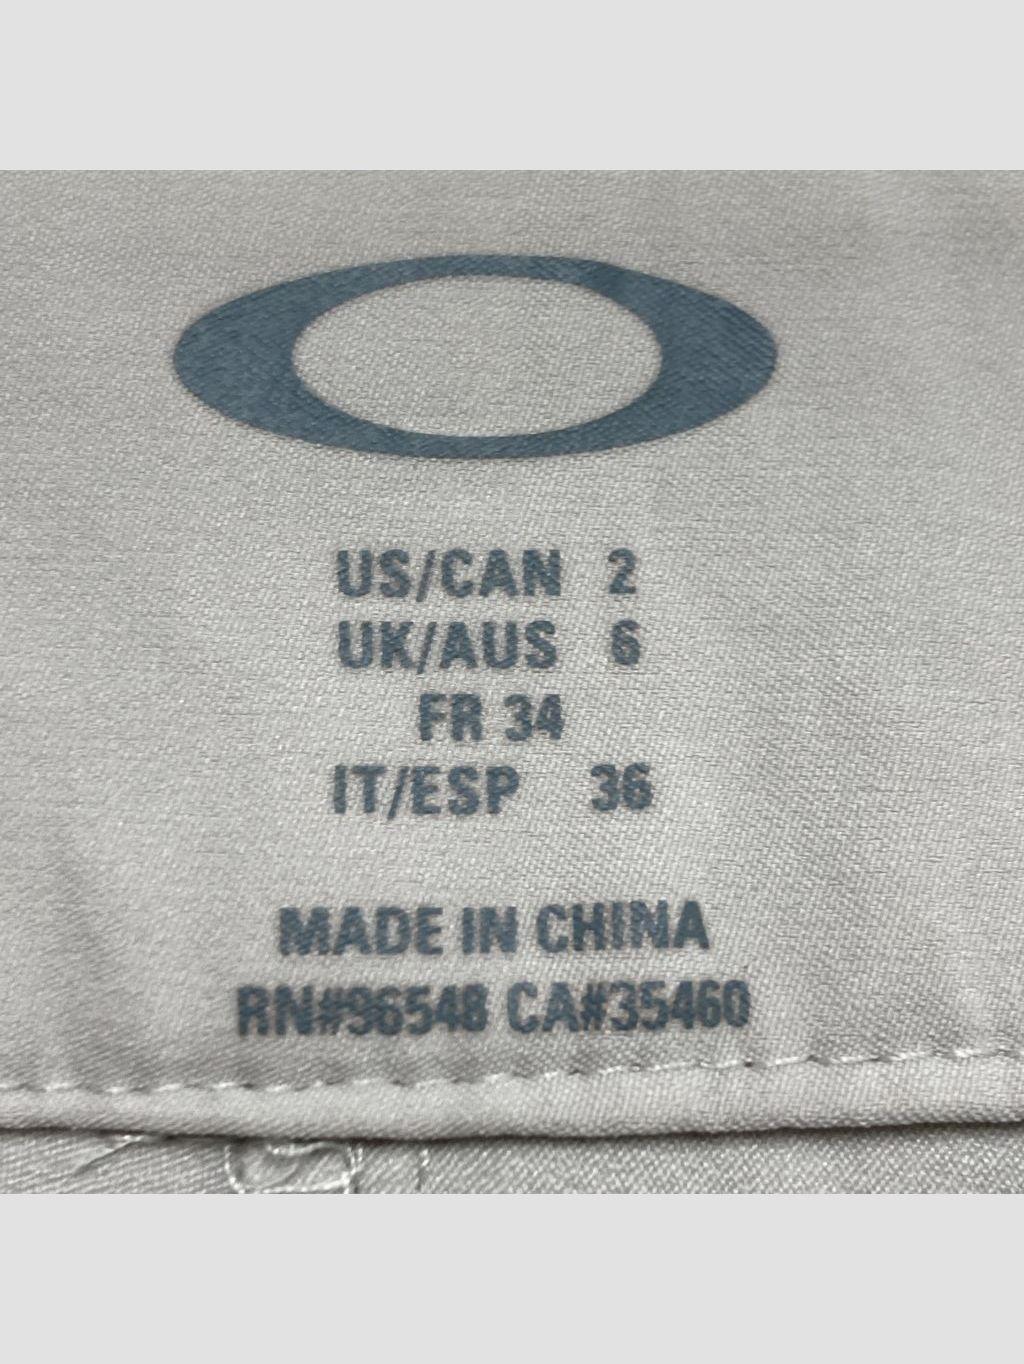 US/CAN 2
UK/AUS 6
FR 34
IT/ESP 36
MADE IN CHINA
RN#96548 CA#35460